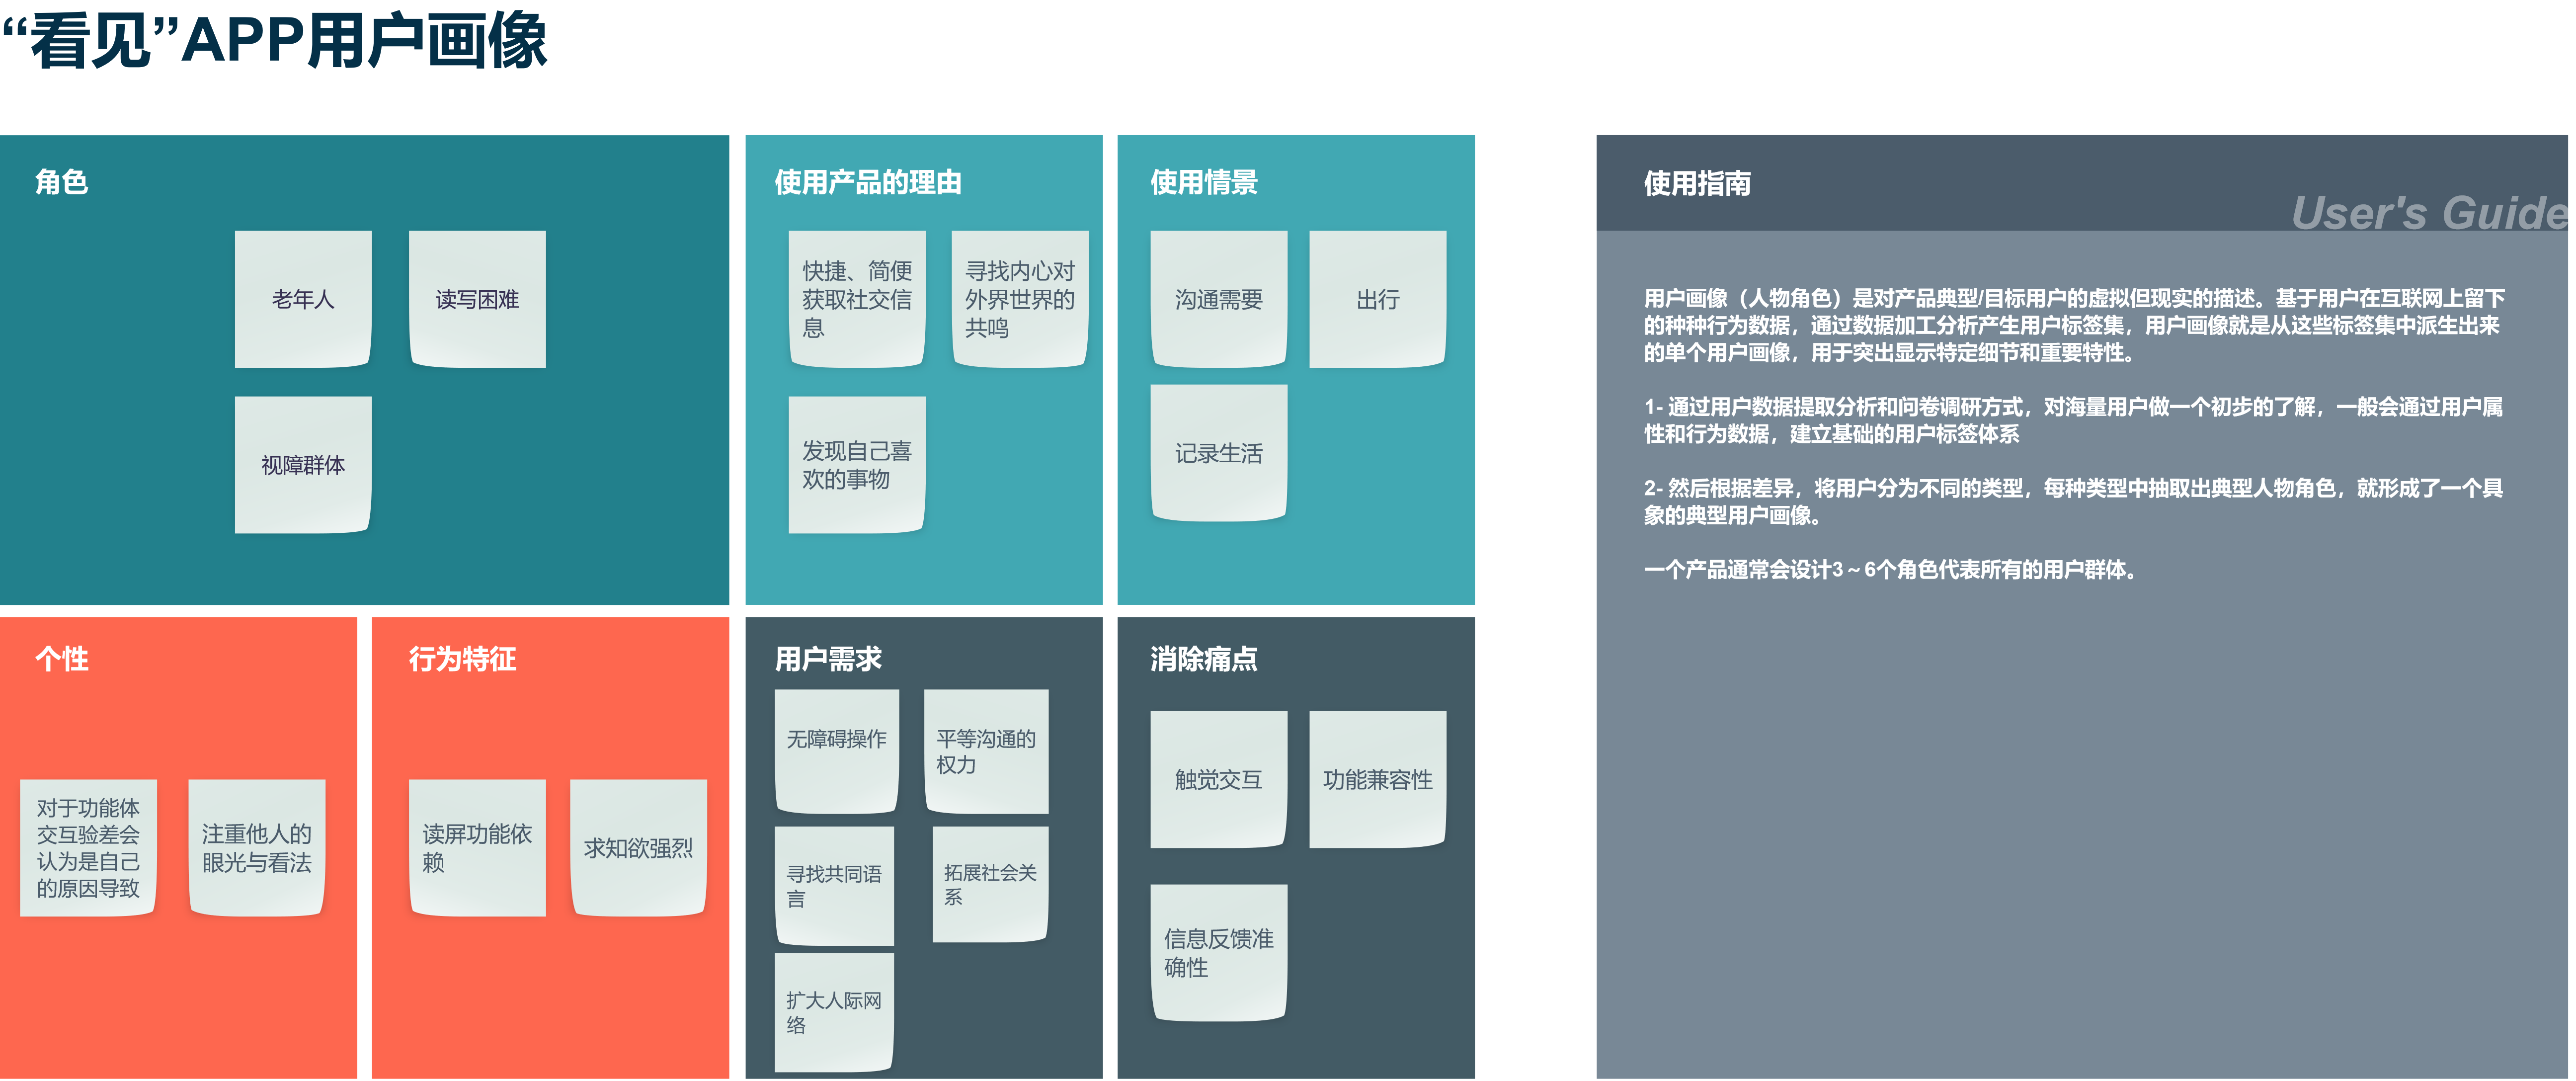 “看见”APP用户画像
角色
老年人
读写困难
视障群体
使用产品的理由
快捷、简便
获取社交信
息
寻找内心对
外界世界的
共鸣
发现自己喜
欢的事物
使用情景
沟通需要
出行
记录生活
个性
对于功能体
交互验差会
认为是自己
的原因导致
注重他人的
眼光与看法
行为特征
读屏功能依
赖
求知欲强烈
用户需求
无障碍操作
平等沟通的
权力
寻找共同语
言
拓展社会关
系
扩大人际网
络
消除痛点
触觉交互
功能兼容性
信息反馈准
确性
使用指南
User's Guide
用户画像（人物角色）是对产品典型/目标用户的虚拟但现实的描述。基于用户在互联网上留下
的种种行为数据，通过数据加工分析产生用户标签集，用户画像就是从这些标签集中派生出来
的单个用户画像，用于突出显示特定细节和重要特性。
1- 通过用户数据提取分析和问卷调研方式，对海量用户做一个初步的了解，一般会通过用户属
性和行为数据，建立基础的用户标签体系
2- 然后根据差异，将用户分为不同的类型，每种类型中抽取出典型人物角色，就形成了一个具
象的典型用户画像。
一个产品通常会设计3～6个角色代表所有的用户群体。